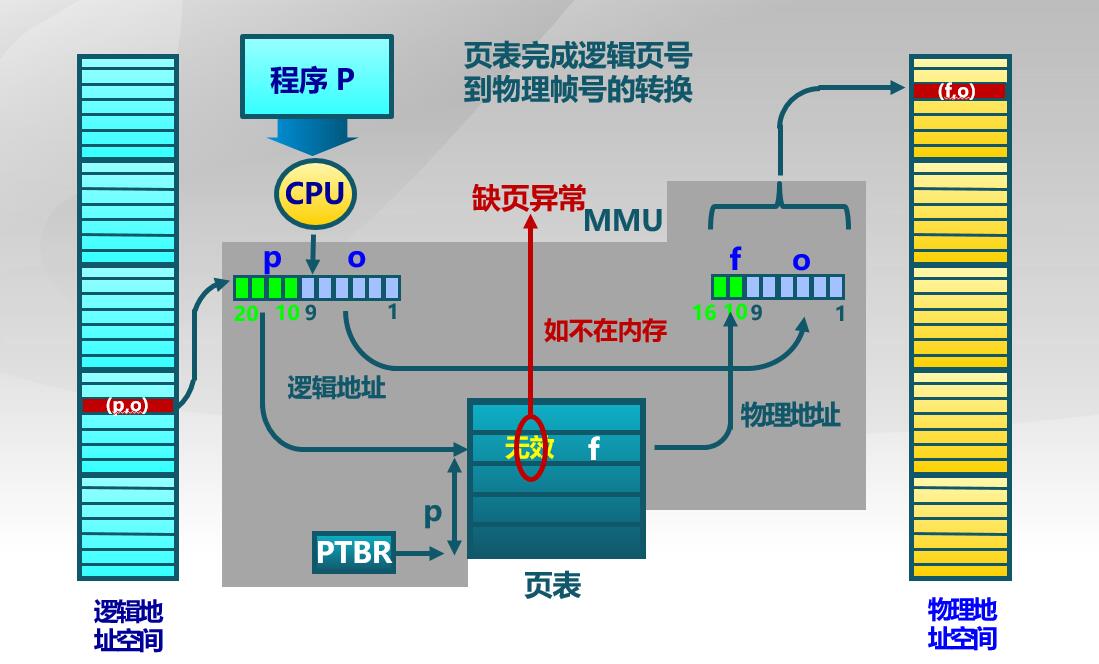 程序 P
页表完成逻辑页号
到物理帧号的转换
(f,o)
CPU
缺页异常
MMU
p
o
f
o
20
10
9
1
16
10
9
1
如不在内存
逻辑地址
(p,o)
物理地址
无效
f
p
PTBR
页表
逻辑地
址空间
物理地
址空间